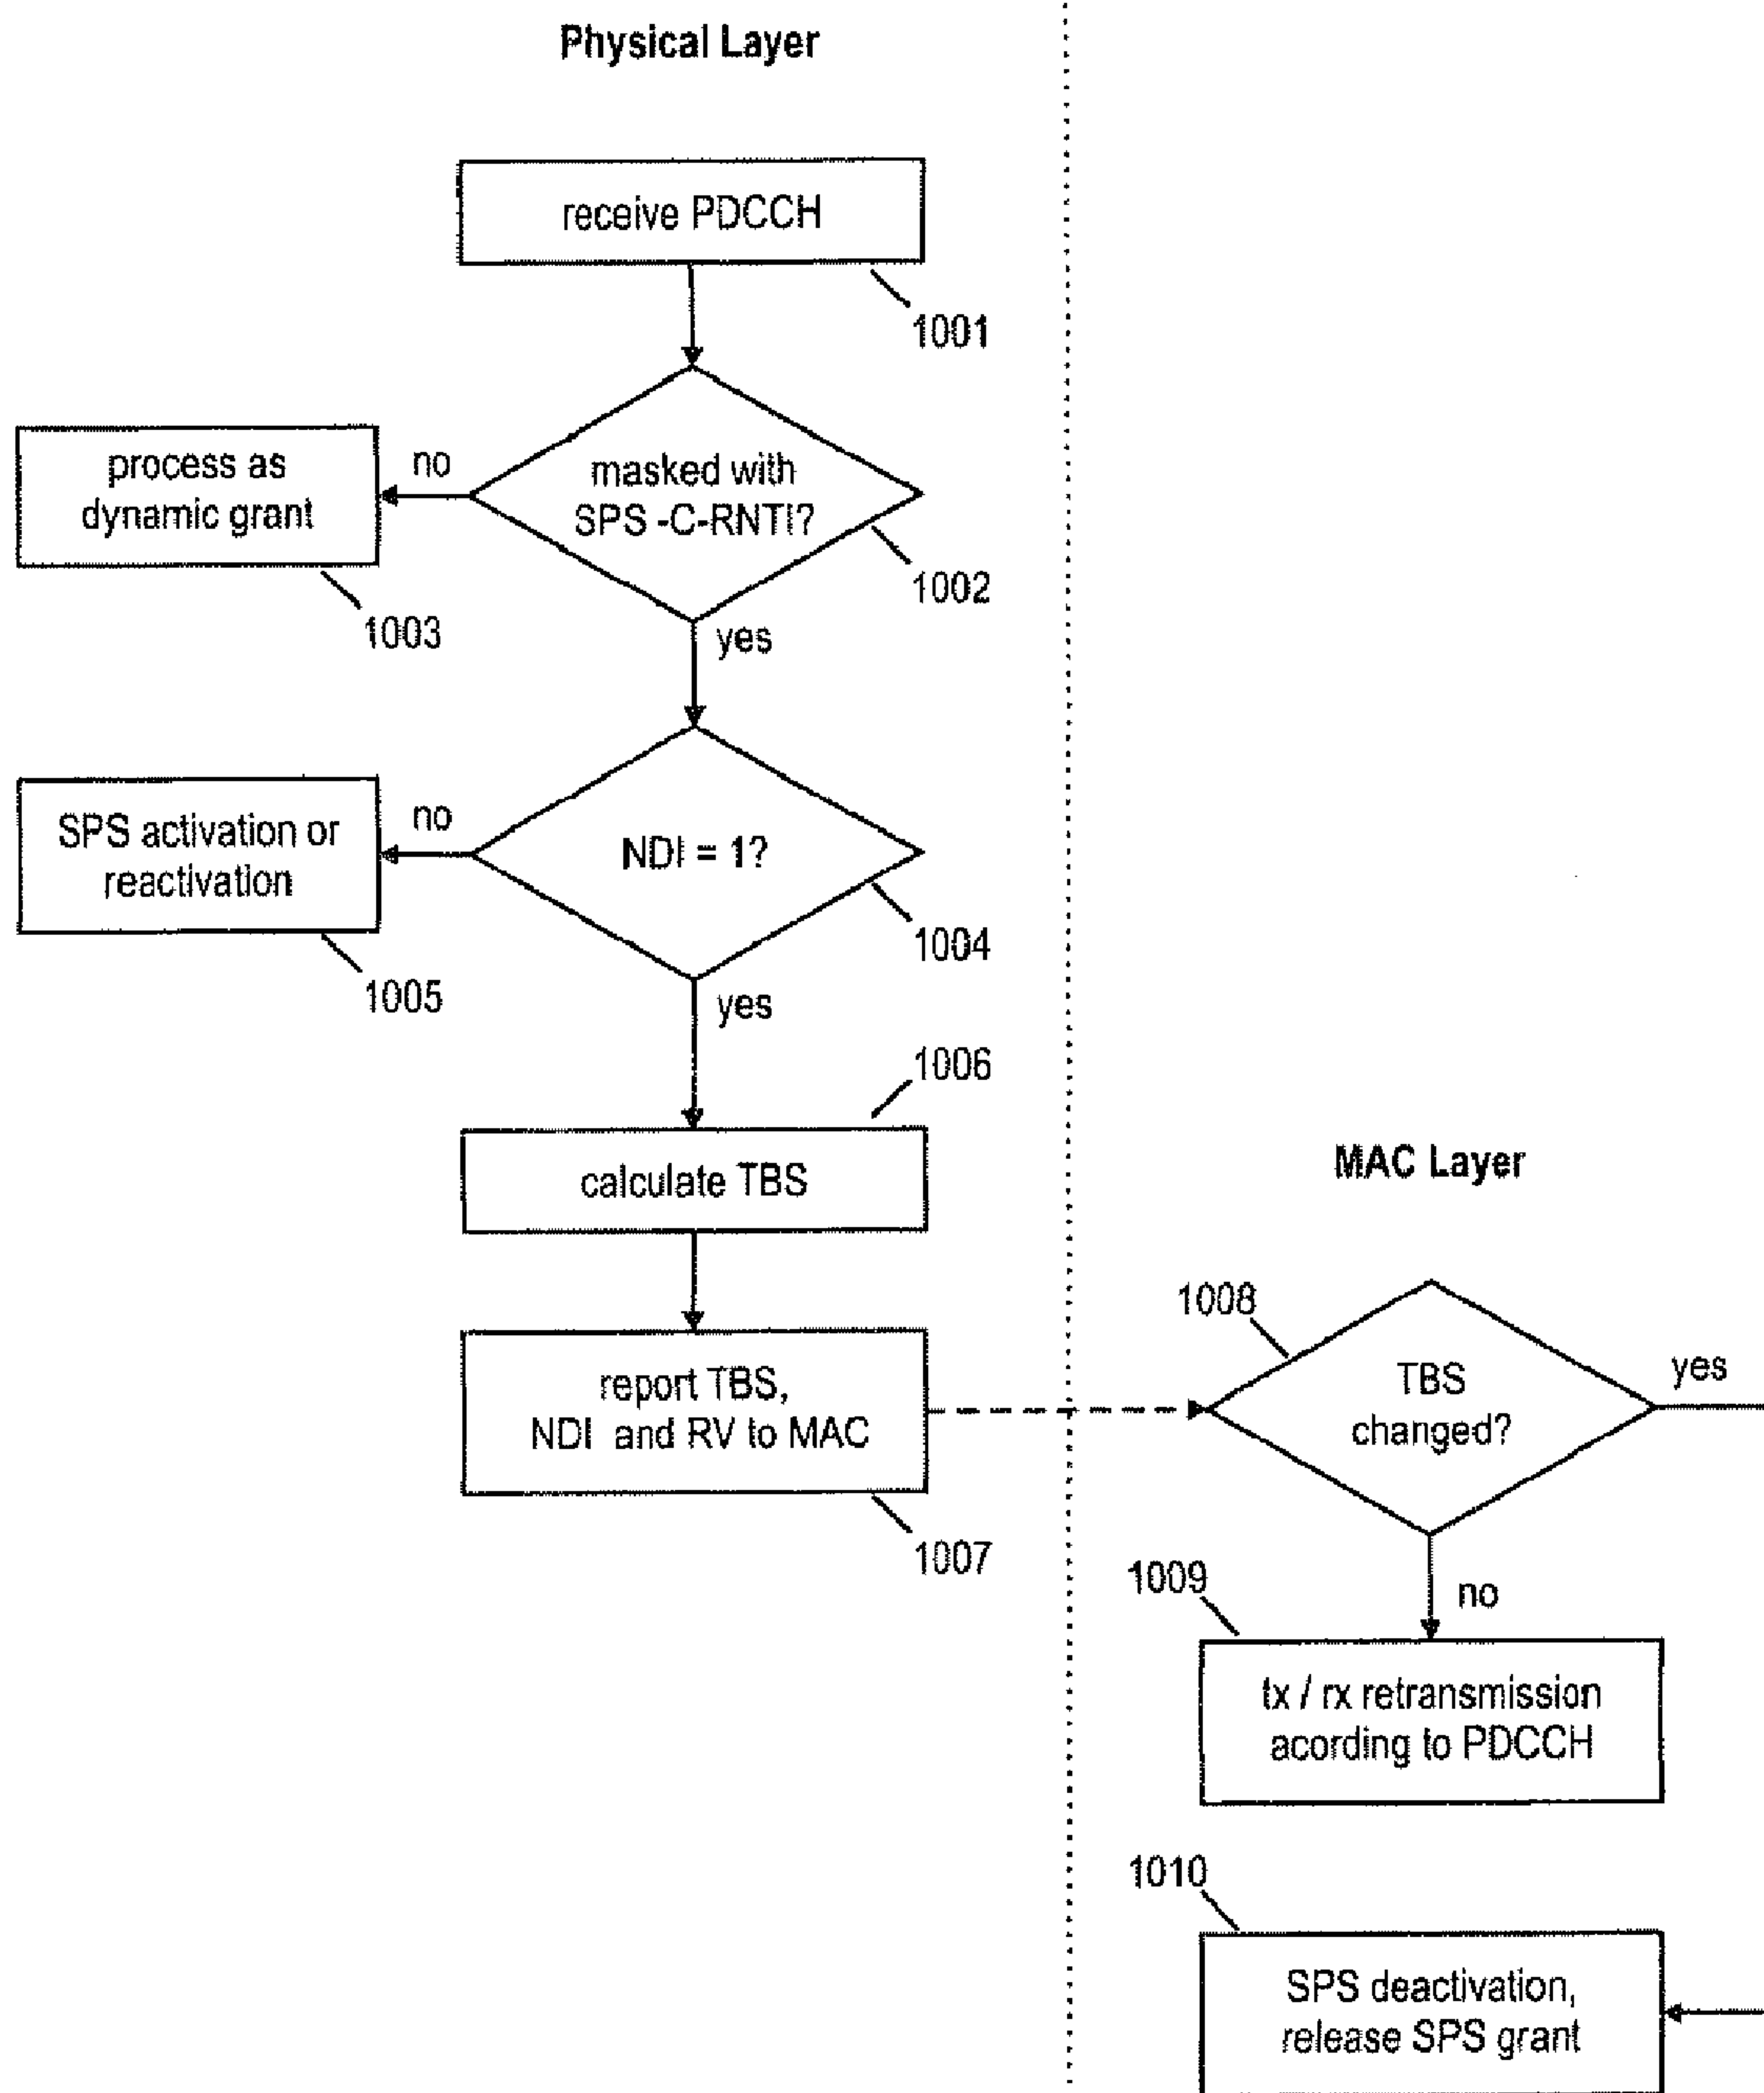 Physical Layer
receive PDCCH
1001
masked with
SPS -C-RNTI?
1002
no
process as
dynamic grant
1003
yes
NDI = 1?
1004
no
SPS activation or
reactivation
1005
yes
1006
calculate TBS
report TBS,
NDI and RV to MAC
1007
MAC Layer
1008
TBS
changed?
yes
no
1009
tx / rx retransmission
acording to PDCCH
1010
SPS deactivation,
release SPS grant